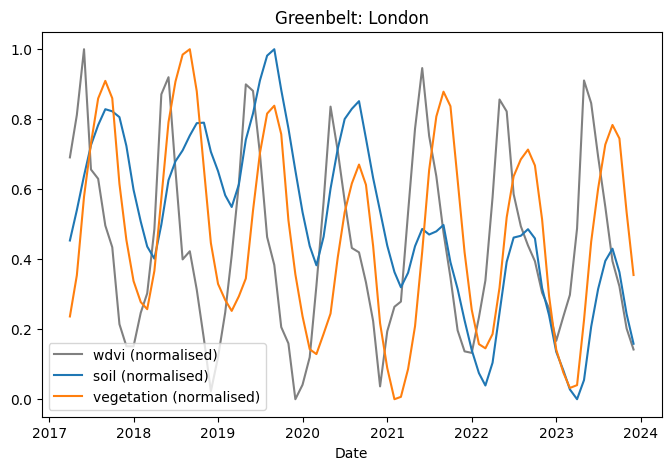 Greenbelt: London
1.0
0.8
0.6
0.4
0.2
0.0
wdvi (normalised)
soil (normalised)
vegetation (normalised)
2017 2018 2019 2020 2021 2022 2023 2024
Date